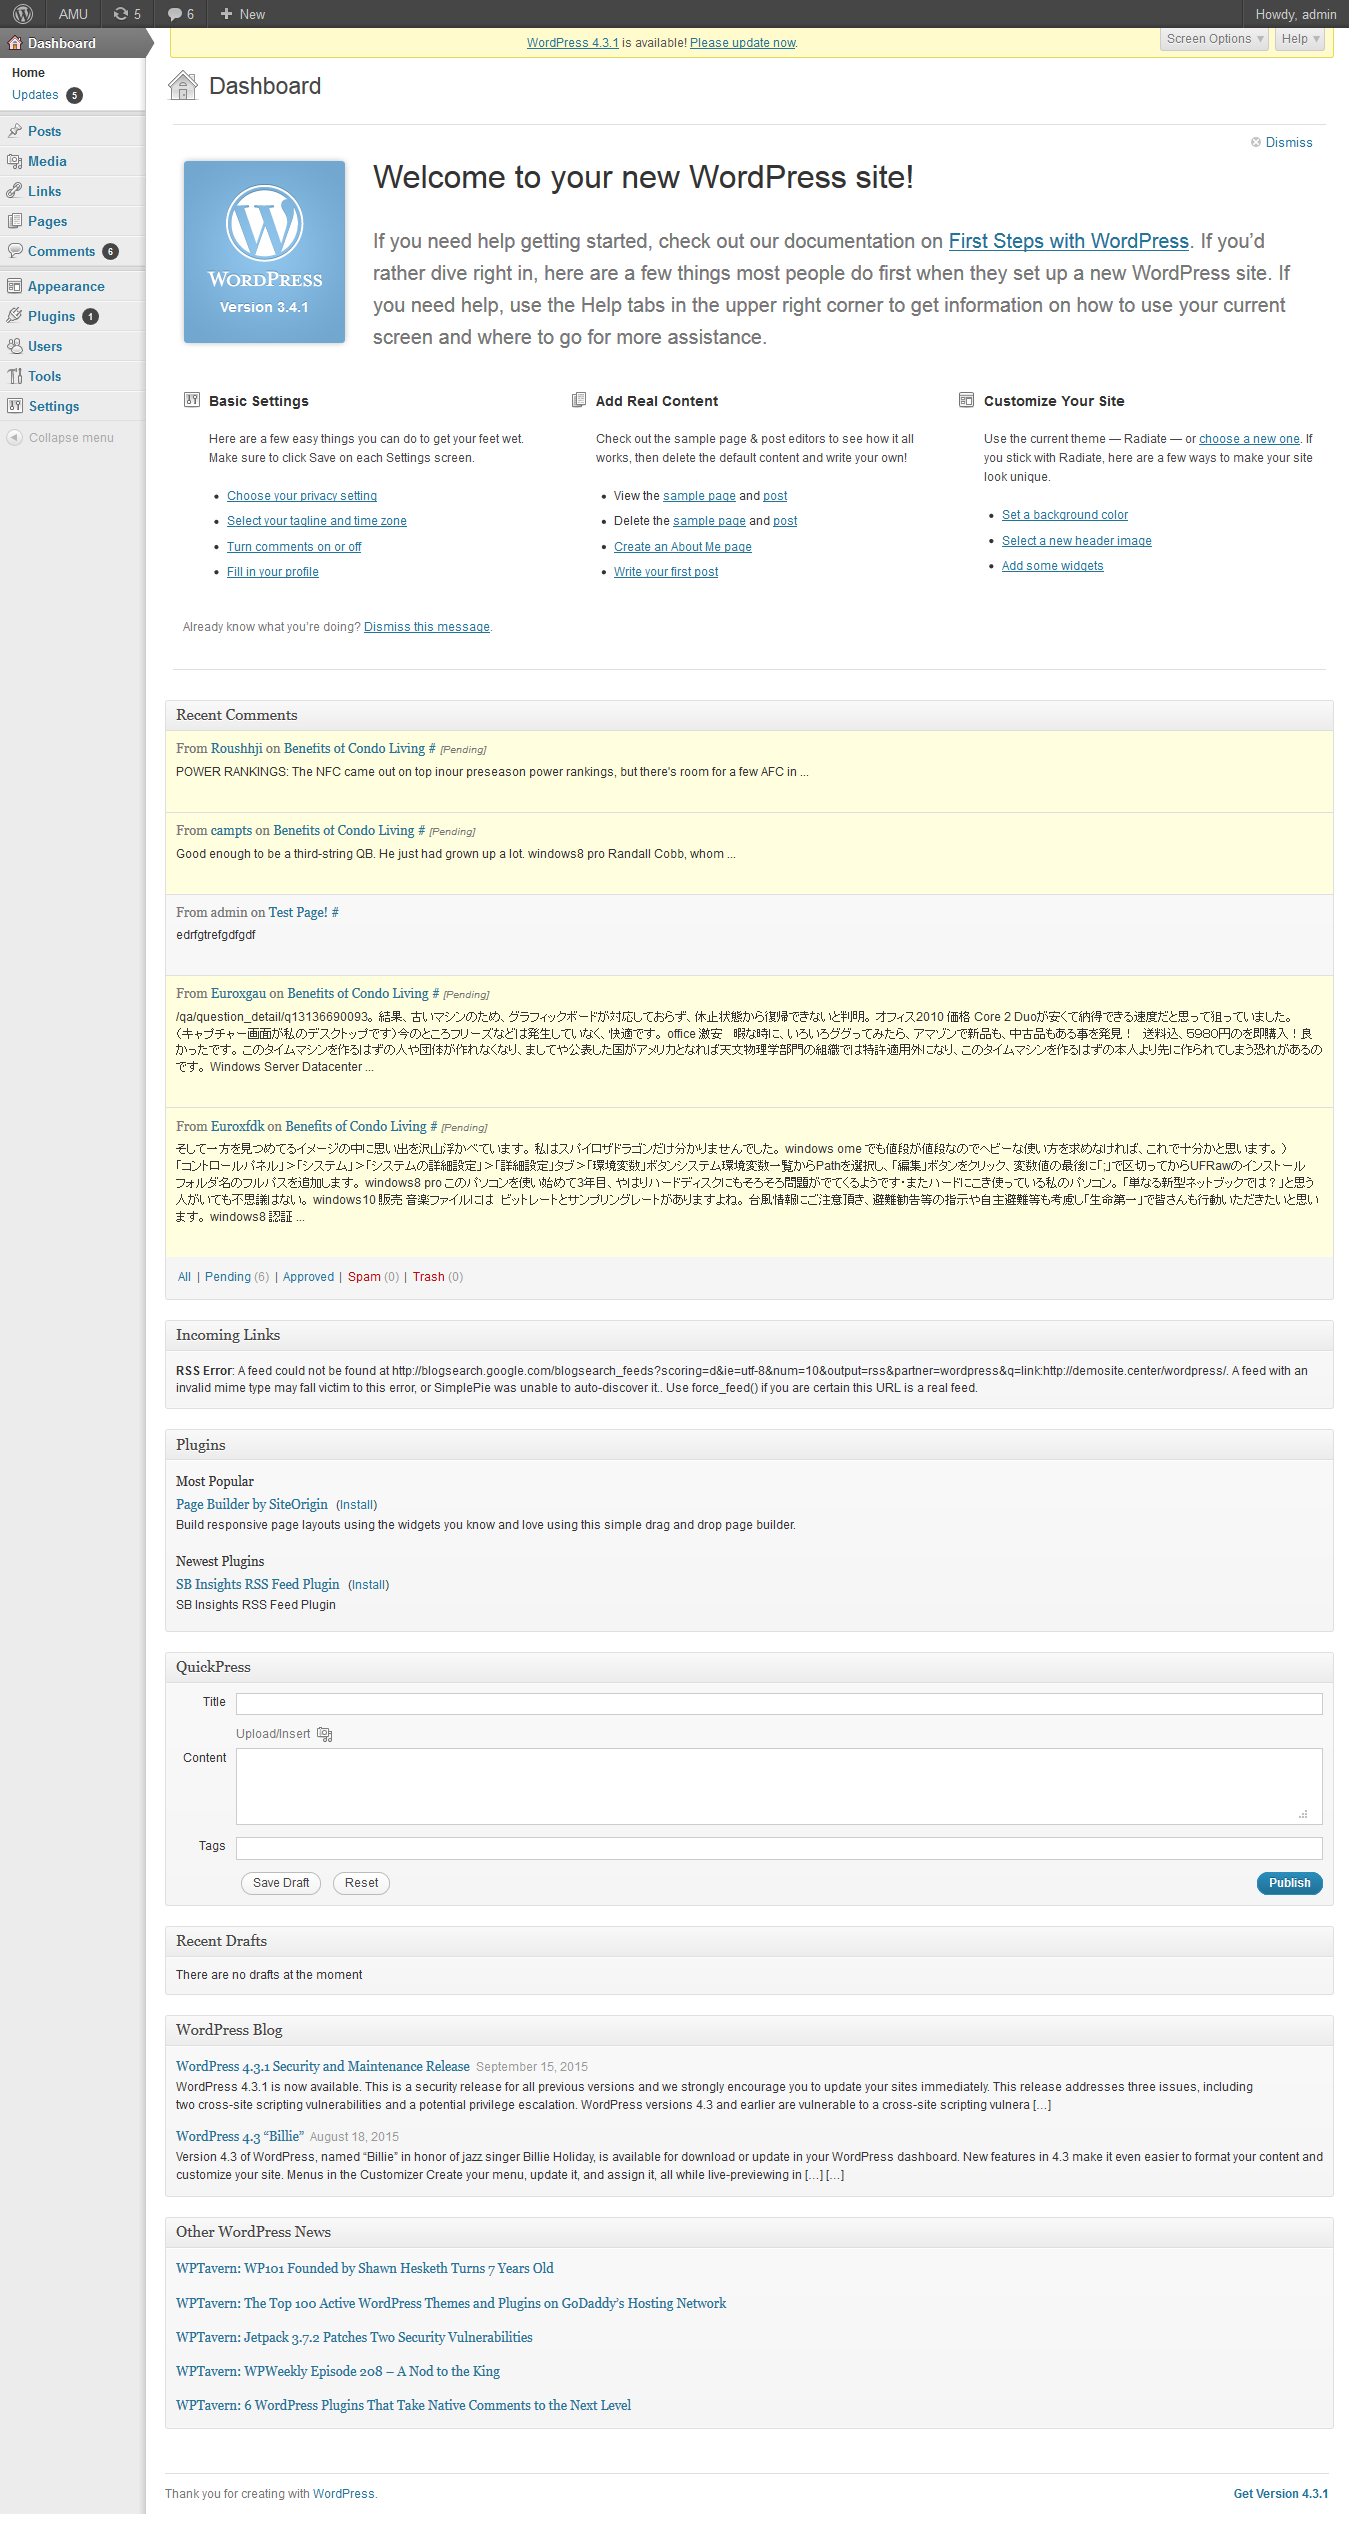 AMU 5 6 New Howdy, admin
Dashboard
WordPress 4.3.1 is available! Please update now.
Screen Options Help
Home
Updates 5
Posts
Media
Links
Pages
Comments 6
Appearance
Plugins 1
Users
Tools
Settings
Collapse menu
Dashboard
Dismiss
WORDPRESS
Version 3.4.1
Welcome to your new WordPress site!
If you need help getting started, check out our documentation on First Steps with WordPress. If you’d
rather dive right in, here are a few things most people do first when they set up a new WordPress site. If
you need help, use the Help tabs in the upper right corner to get information on how to use your current
screen and where to go for more assistance.
Basic Settings
Here are a few easy things you can do to get your feet wet.
Make sure to click Save on each Settings screen.
• Choose your privacy setting
• Select your tagline and time zone
• Turn comments on or off
• Fill in your profile
Add Real Content
Check out the sample page & post editors to see how it all
works, then delete the default content and write your own!
• View the sample page and post
• Delete the sample page and post
• Create an About Me page
• Write your first post
Customize Your Site
Use the current theme — Radiate — or choose a new one. If
you stick with Radiate, here are a few ways to make your site
look unique.
• Set a background color
• Select a new header image
• Add some widgets
Already know what you’re doing? Dismiss this message.
Recent Comments
From Roushhji on Benefits of Condo Living # [Pending]
POWER RANKINGS: The NFC came out on top inour preseason power rankings, but there's room for a few AFC in ...
From campts on Benefits of Condo Living # [Pending]
Good enough to be a third-string QB. He just had grown up a lot. windows8 pro Randall Cobb, whom ...
From admin on Test Page! #
edrfgtrefgdfgdf
From Euroxgau on Benefits of Condo Living # [Pending]
/qa/question_detail/q13136690093。結果、古いマシンのため、グラフィックボードが対応しておらず、休止状態から復帰できないと判明。オフィス2010 価格 Core 2 Duoが安くて納得できる速度だと思って狙っていました。
（キャプチャー画面が私のデスクトップです）今のところフリーズなどは発生していなく、快適です。office 激安　暇な時に、いろいろググってみたら、アマゾンで新品も、中古品もある事を発見！　送料込、5980円のを即購入！良
かったです。このタイムマシンを作るはずの人や団体が作れなくなり、ましてや公表した国がアメリカとなれば天文物理学部門の組織では特許適用外になり、このタイムマシンを作るはずの本人より先に作られてしまう恐れがあるの
です。Windows Server Datacenter ...
From Euroxfdk on Benefits of Condo Living # [Pending]
そして一方を見つめてるイメージの中に思い出を沢山浮かべています。私はスパイロザドラゴンだけ分かりませんでした。windows ome でも値段が値段なのでヘビーな使い方を求めなければ、これで十分かと思います。）
「コントロールパネル」＞「システム」＞「システムの詳細設定」＞「詳細設定」タブ＞「環境変数」ボタンシステム環境変数一覧からPathを選択し、「編集」ボタンをクリック、変数値の最後に「;」で区切ってからUFRawのインストール
フォルダ名のフルパスを追加します。windows8 pro このパソコンを使い始めて3年目、やはりハードディスクにもそろそろ問題がでてくるようです・またハードにこき使っている私のパソコン。「単なる新型ネットブックでは？」と思う
人がいても不思議はない。windows10 販売 音楽ファイルには ビットレートとサンプリングレートがありますよね。台風情報にご注意頂き、避難勧告等の指示や自主避難等も考慮し「生命第一」で皆さんも行動いただきたいと思い
ます。windows8 認証 ...
All | Pending (6) | Approved | Spam (0) | Trash (0)
Incoming Links
RSS Error: A feed could not be found at http://blogsearch.google.com/blogsearch_feeds?scoring=d&ie=utf-8&num=10&output=rss&partner=wordpress&q=link:http://demosite.center/wordpress/. A feed with an
invalid mime type may fall victim to this error, or SimplePie was unable to auto-discover it.. Use force_feed() if you are certain this URL is a real feed.
Plugins
Most Popular
Page Builder by SiteOrigin (Install)
Build responsive page layouts using the widgets you know and love using this simple drag and drop page builder.
Newest Plugins
SB Insights RSS Feed Plugin (Install)
SB Insights RSS Feed Plugin
QuickPress
Title
Upload/Insert
Content
Tags
Save Draft Reset Publish
Recent Drafts
There are no drafts at the moment
WordPress Blog
WordPress 4.3.1 Security and Maintenance Release September 15, 2015
WordPress 4.3.1 is now available. This is a security release for all previous versions and we strongly encourage you to update your sites immediately. This release addresses three issues, including
two cross-site scripting vulnerabilities and a potential privilege escalation. WordPress versions 4.3 and earlier are vulnerable to a cross-site scripting vulnera […]
WordPress 4.3 “Billie” August 18, 2015
Version 4.3 of WordPress, named “Billie” in honor of jazz singer Billie Holiday, is available for download or update in your WordPress dashboard. New features in 4.3 make it even easier to format your content and
customize your site. Menus in the Customizer Create your menu, update it, and assign it, all while live-previewing in […] […]
Other WordPress News
WPTavern: WP101 Founded by Shawn Hesketh Turns 7 Years Old
WPTavern: The Top 100 Active WordPress Themes and Plugins on GoDaddy’s Hosting Network
WPTavern: Jetpack 3.7.2 Patches Two Security Vulnerabilities
WPTavern: WPWeekly Episode 208 – A Nod to the King
WPTavern: 6 WordPress Plugins That Take Native Comments to the Next Level
Thank you for creating with WordPress.
Get Version 4.3.1